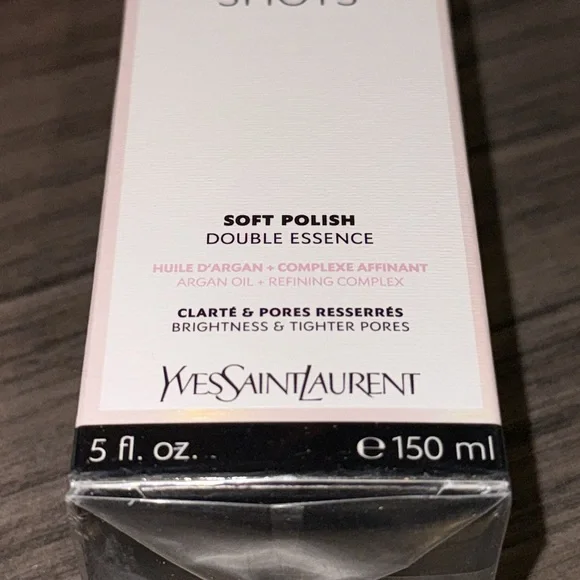 SHOTS
SOFT POLISH
DOUBLE ESSENCE
HUILE D'ARGAN + COMPLEXE AFFINANT
ARGAN OIL + REFINING COMPLEX
CLARTÉ & PORES RESSERRÉS
BRIGHTNESS & TIGHTER PORES
YVESSAINTLAURENT
5 fl. oz. ℮ 150 ml